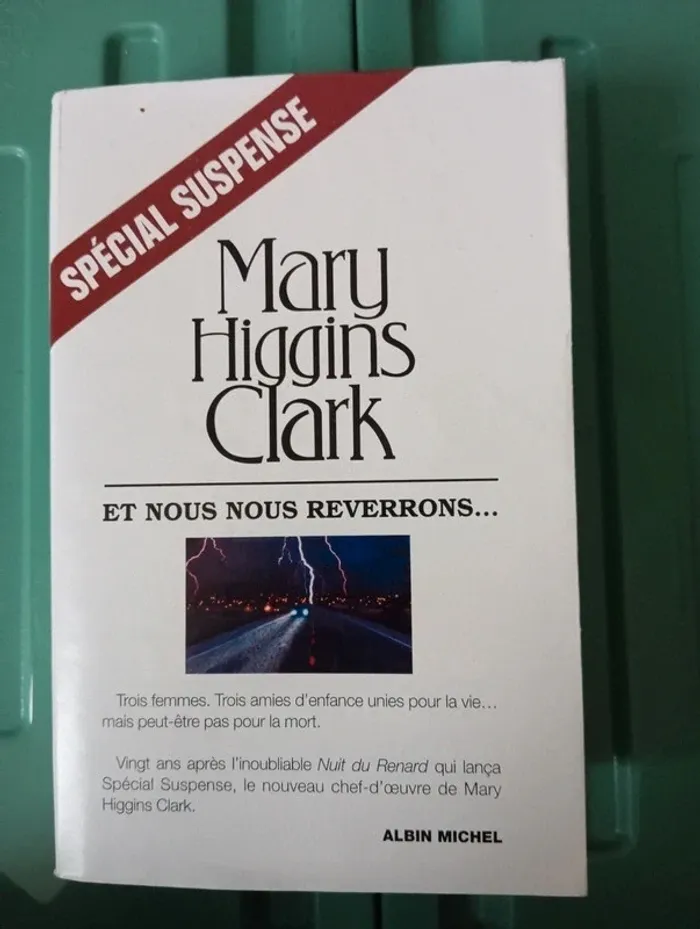 SPÉCIAL SUSPENSE
Mary
Higgins
Clark
ET NOUS NOUS REVERRONS...
Trois femmes. Trois amies d'enfance unies pour la vie...
mais peut-être pas pour la mort.
Vingt ans après l'inoubliable Nuit du Renard qui lança
Spécial Suspense, le nouveau chef-d'œuvre de Mary
Higgins Clark.
ALBIN MICHEL